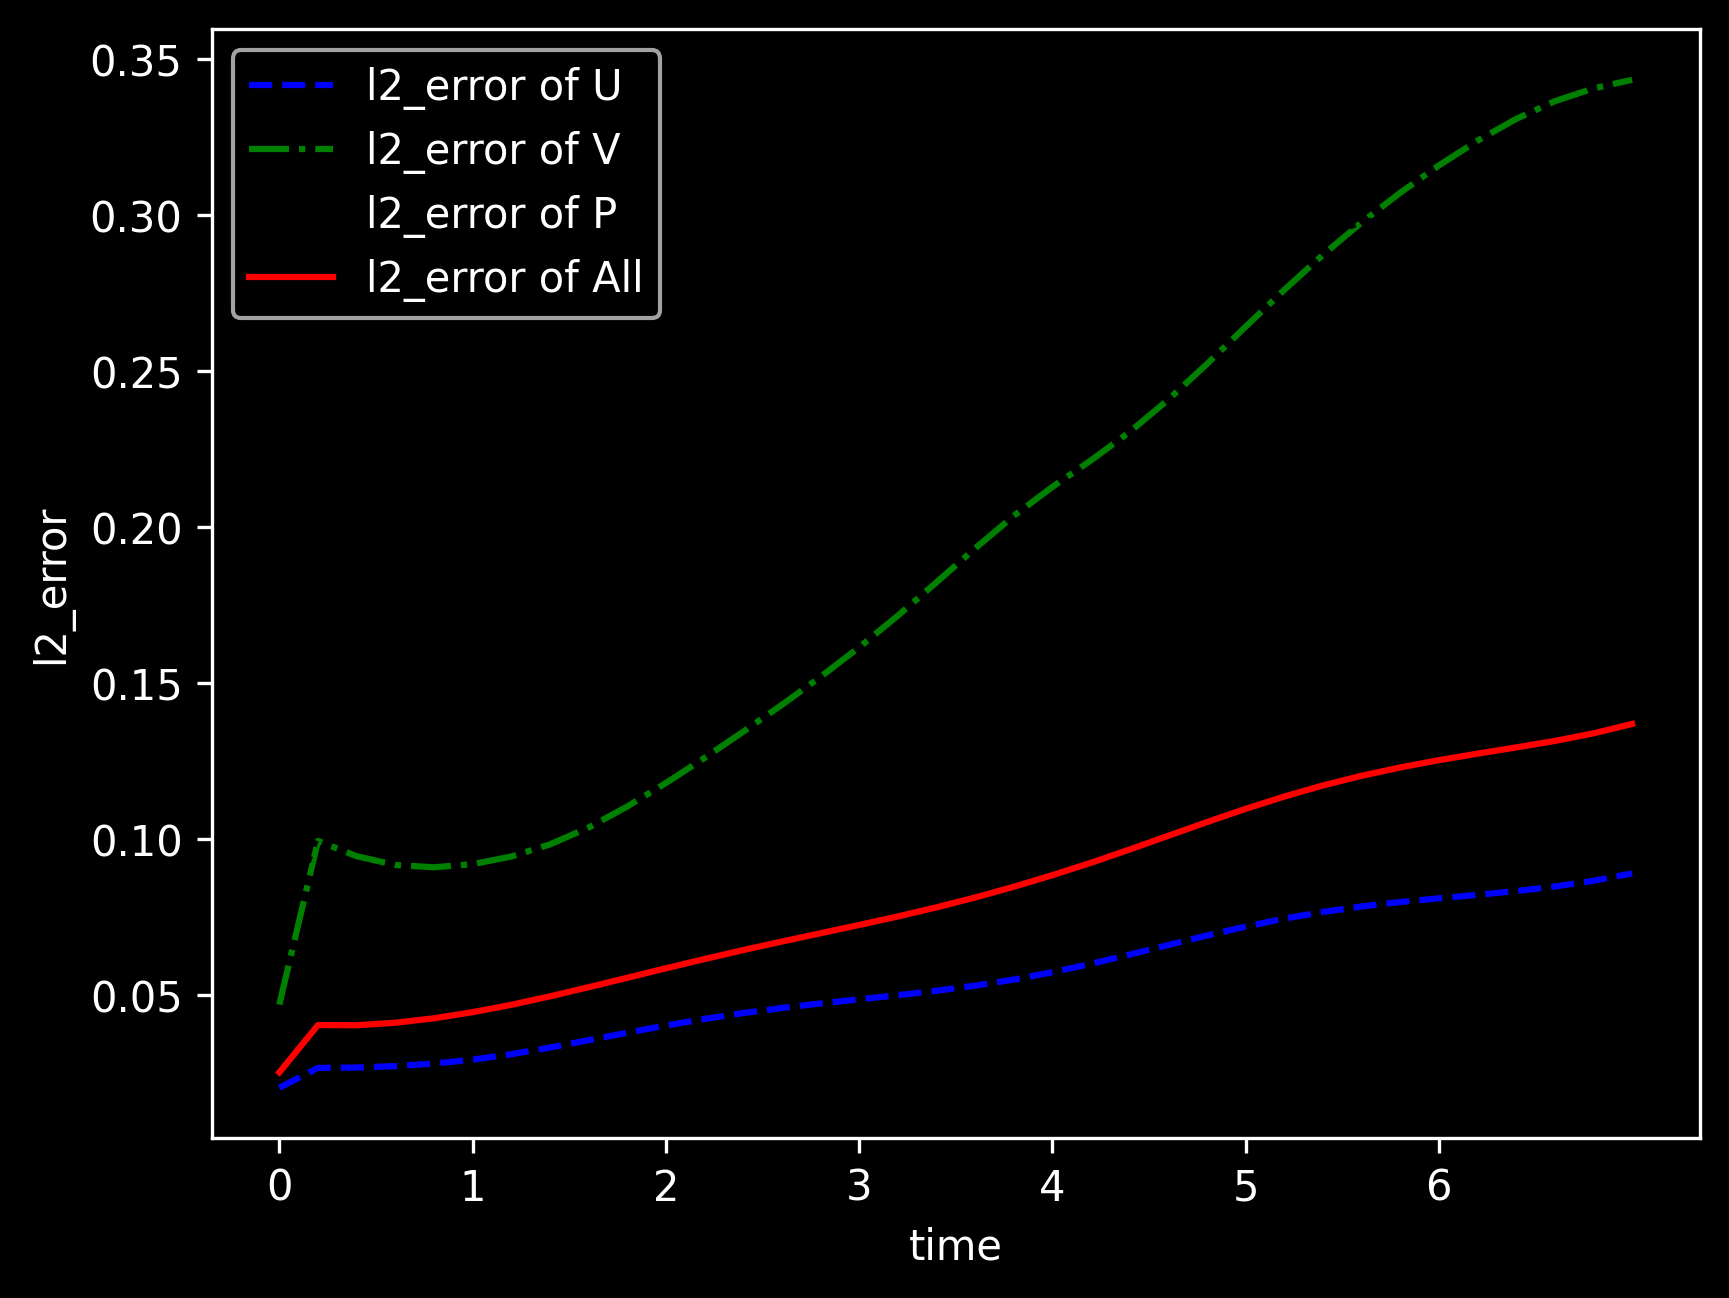 l2_error of U
l2_error of V
l2_error of P
l2_error of All
0.35
0.30
0.25
0.20
0.15
0.10
0.05
l2_error
0 1 2 3 4 5 6
time